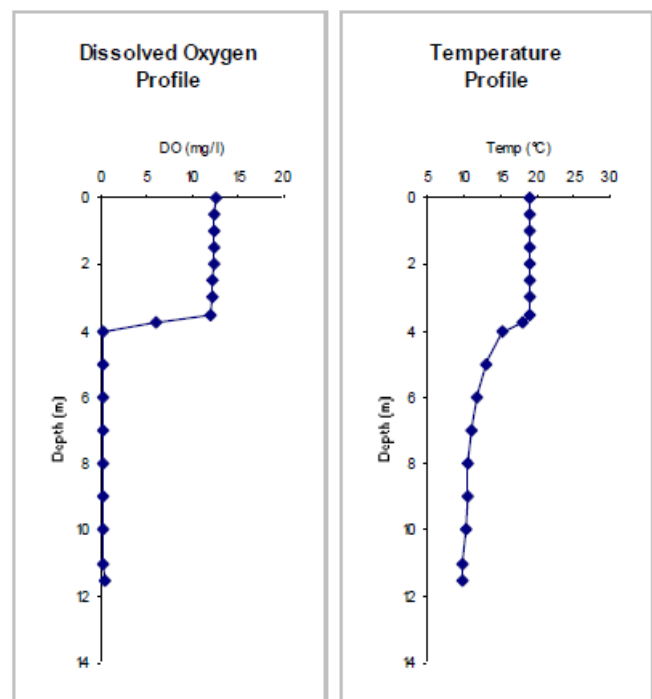 Dissolved Oxygen
Profile
DO (mg/l)
0 5 10 15 20
0
2
4
6
8
10
12
14
Depth (m)
Temperature
Profile
Temp (°C)
5 10 15 20 25 30
0
2
4
6
8
10
12
14
Depth (m)